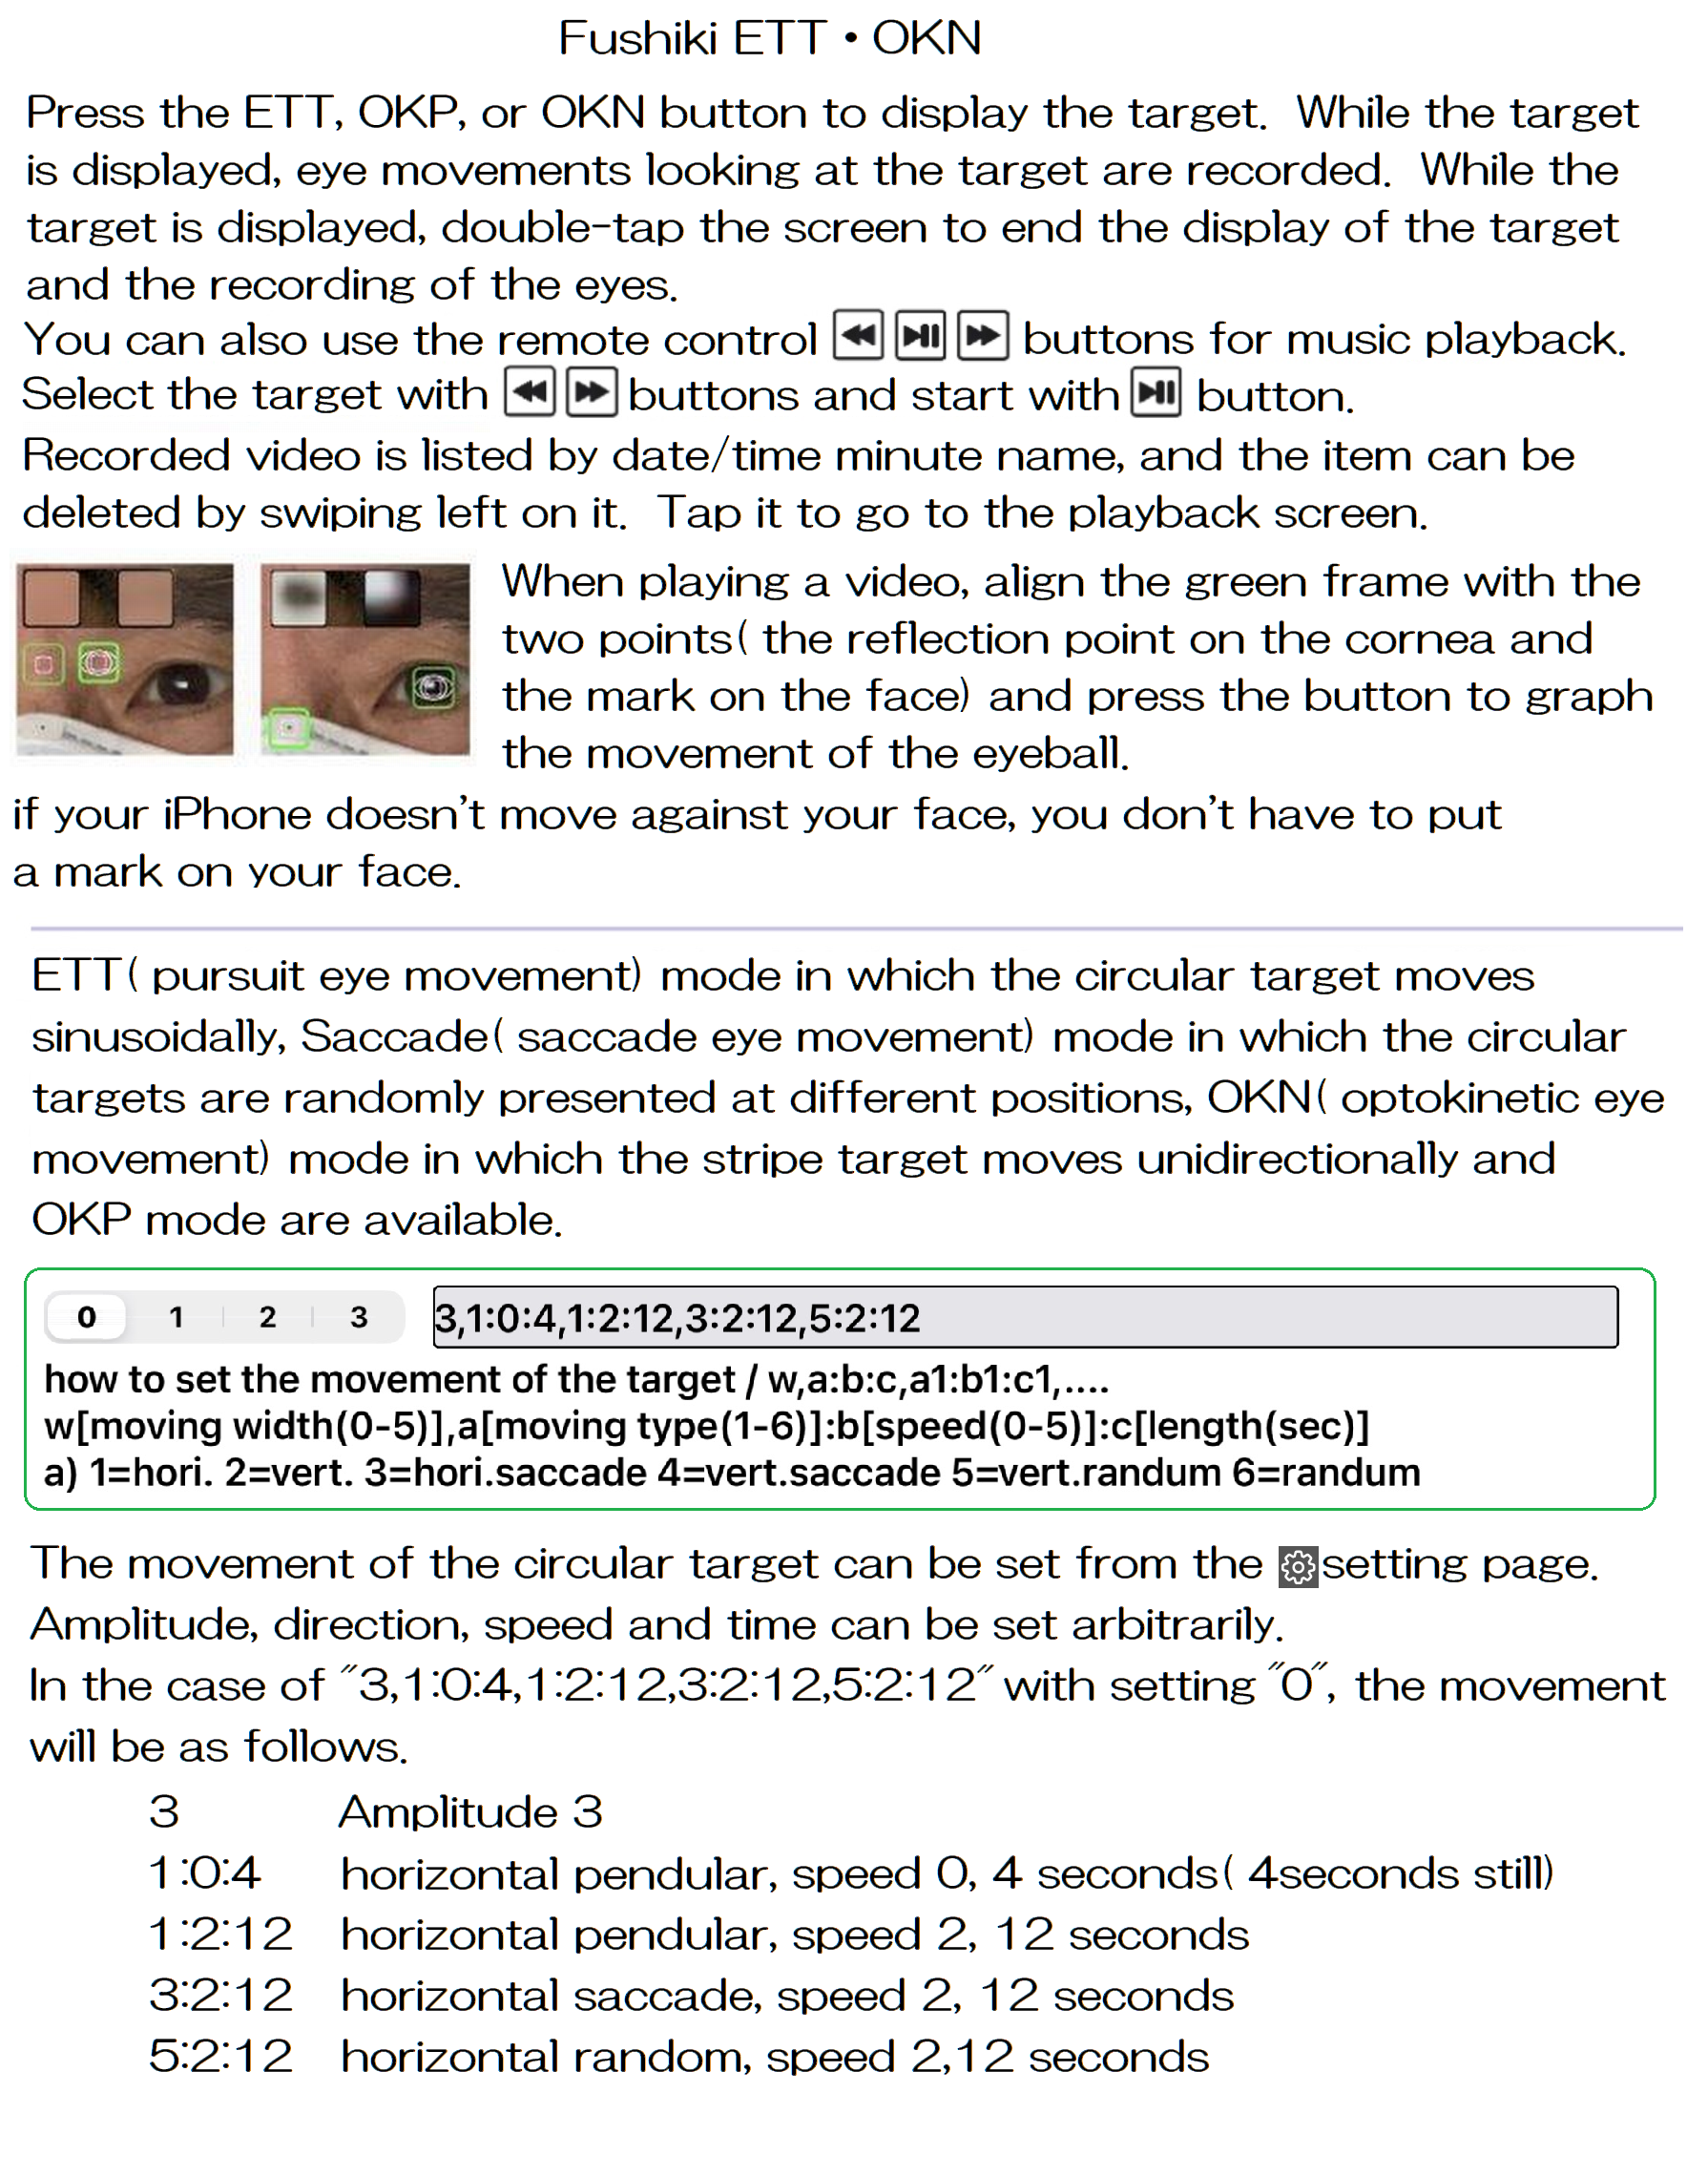 Fushiki ETT・OKN
Press the ETT, OKP, or OKN button to display the target. While the target
is displayed, eye movements looking at the target are recorded. While the
target is displayed, double-tap the screen to end the display of the target
and the recording of the eyes.
You can also use the remote control buttons for music playback.
Select the target with buttons and start with button.
Recorded video is listed by date/time minute name, and the item can be
deleted by swiping left on it. Tap it to go to the playback screen.
When playing a video, align the green frame with the
two points( the reflection point on the cornea and
the mark on the face) and press the button to graph
the movement of the eyeball.
if your iPhone doesn't move against your face, you don't have to put
a mark on your face.
ETT( pursuit eye movement) mode in which the circular target moves
sinusoidally, Saccade( saccade eye movement) mode in which the circular
targets are randomly presented at different positions, OKN( optokinetic eye
movement) mode in which the stripe target moves unidirectionally and
OKP mode are available.
0 1 2 3 3,1:0:4,1:2:12,3:2:12,5:2:12
how to set the movement of the target / w,a:b:c,a1:b1:c1,....
w[moving width(0-5)],a[moving type(1-6)]:b[speed(0-5)]:c[length(sec)]
a) 1=hori. 2=vert. 3=hori.saccade 4=vert.saccade 5=vert.randum 6=randum
The movement of the circular target can be set from the setting page.
Amplitude, direction, speed and time can be set arbitrarily.
In the case of "3,1:0:4,1:2:12,3:2:12,5:2:12" with setting "0", the movement
will be as follows.
3 Amplitude 3
1:0:4 horizontal pendular, speed 0, 4 seconds( 4seconds still)
1:2:12 horizontal pendular, speed 2, 12 seconds
3:2:12 horizontal saccade, speed 2, 12 seconds
5:2:12 horizontal random, speed 2,12 seconds